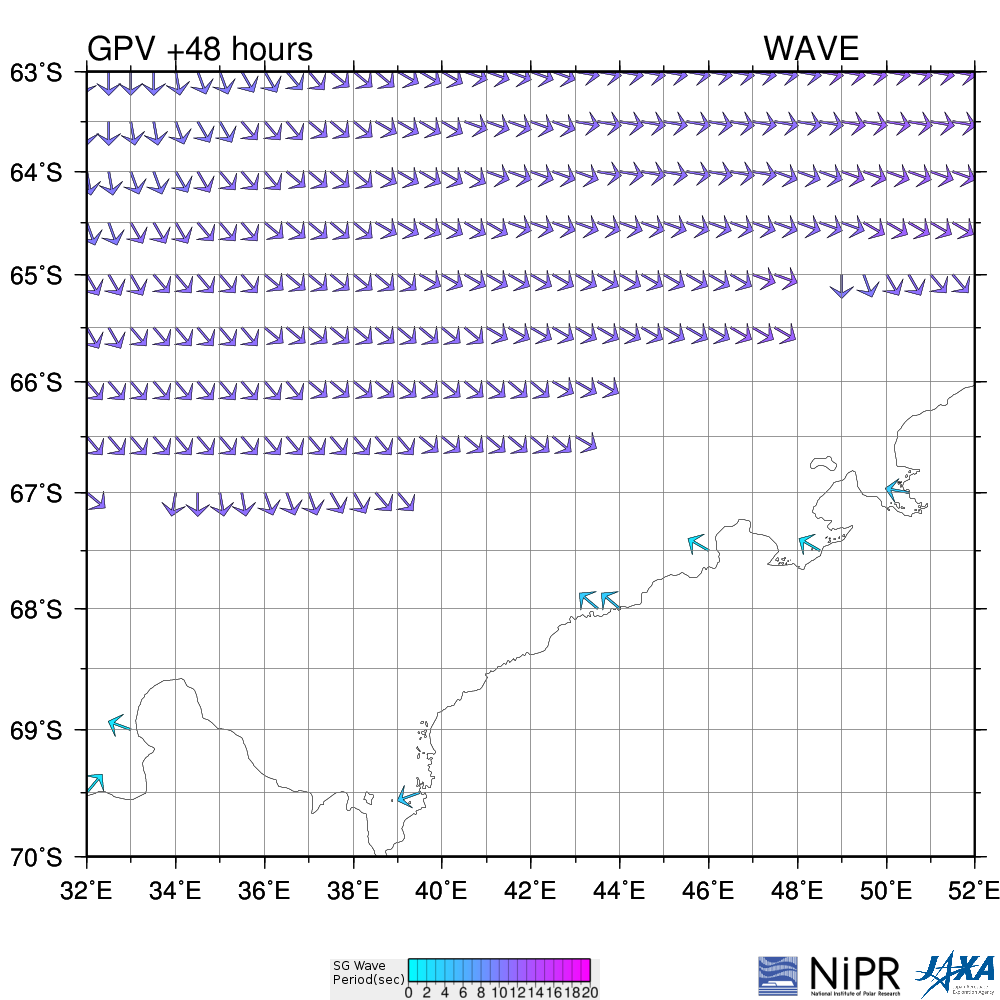 GPV +48 hours WAVE
63°S
64°S
65°S
66°S
67°S
68°S
69°S
70°S
32°E 34°E 36°E 38°E 40°E 42°E 44°E 46°E 48°E 50°E 52°E
SG Wave
Period(sec)
0 2 4 6 8 10 12 14 16 18 20
NiPR
National Institute of Polar Research
JAXA
Exploration Agency